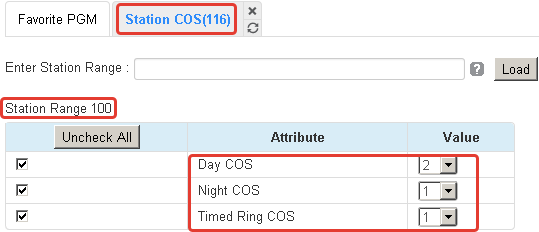 Favorite PGM Station COS(116)
Enter Station Range : Load
Station Range 100
Uncheck All Attribute Value
Day COS 2
Night COS 1
Timed Ring COS 1